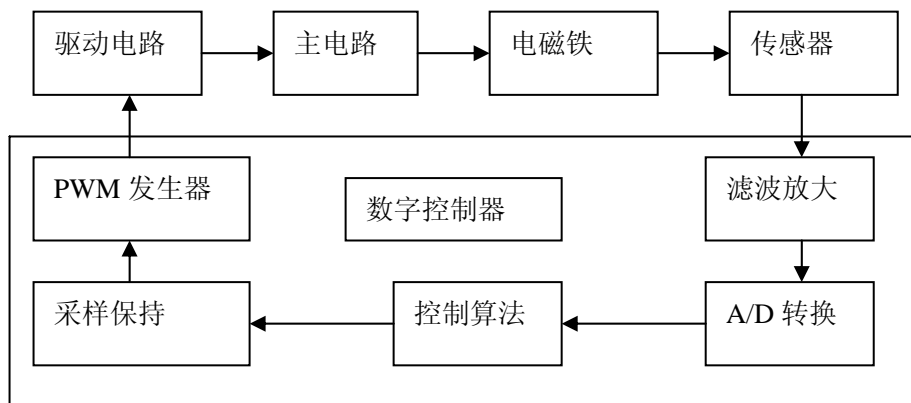 驱动电路
主电路
电磁铁
传感器
PWM 发生器
数字控制器
滤波放大
采样保持
控制算法
A/D 转换